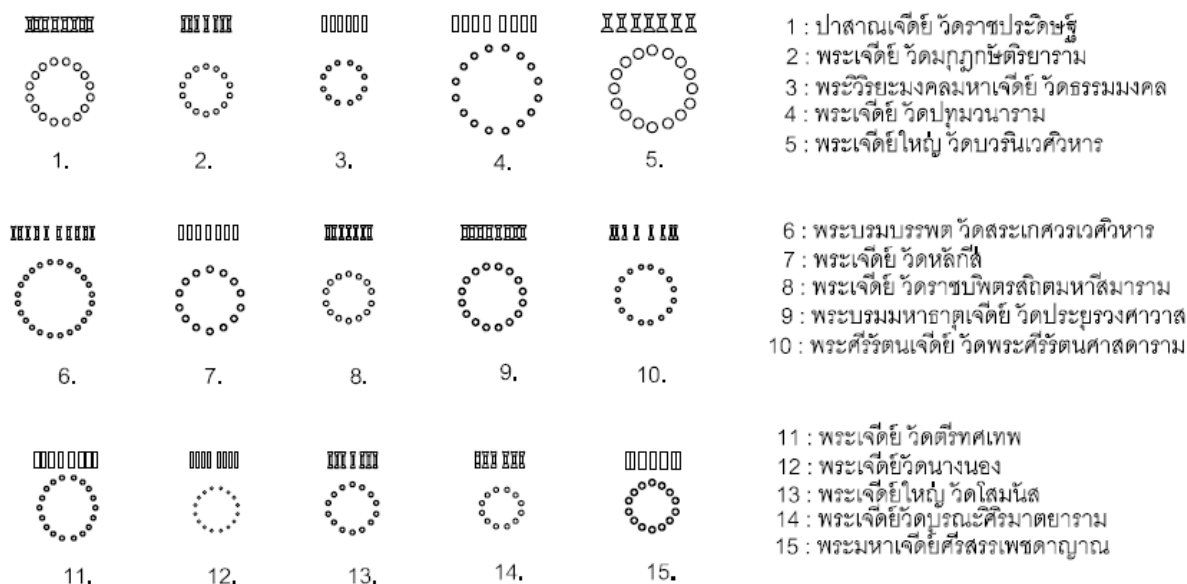 1 : ปาสาณเจดีย์ วัดราชประดิษฐ์
2 : พระเจดีย์ วัดมกุฎกษัตริยาราม
3 : พระวิริยะมงคลมหาเจดีย์ วัดธรรมมงคล
4 : พระเจดีย์ วัดปทุมวนาราม
5 : พระเจดีย์ใหญ่ วัดบวรนิเวศวิหาร
1. 2. 3. 4. 5.
6 : พระบรมบรรพต วัดสระเกศวรเวศวิหาร
7 : พระเจดีย์ วัดหลักสี่
8 : พระเจดีย์ วัดราชบพิตรสถิตมหาสีมาราม
9 : พระบรมมหาธาตุเจดีย์ วัดประยุรวงศาวาส
10 : พระศรีรัตนเจดีย์ วัดพระศรีรัตนศาสดาราม
6. 7. 8. 9. 10.
11 : พระเจดีย์ วัดตรีทศเทพ
12 : พระเจดีย์วัดนางนอง
13 : พระเจดีย์ใหญ่ วัดโสมนัส
14 : พระเจดีย์วัดบุรณะศิริมาตยาราม
15 : พระมหาเจดีย์ศรีสรรเพชดาญาณ
11. 12. 13. 14. 15.